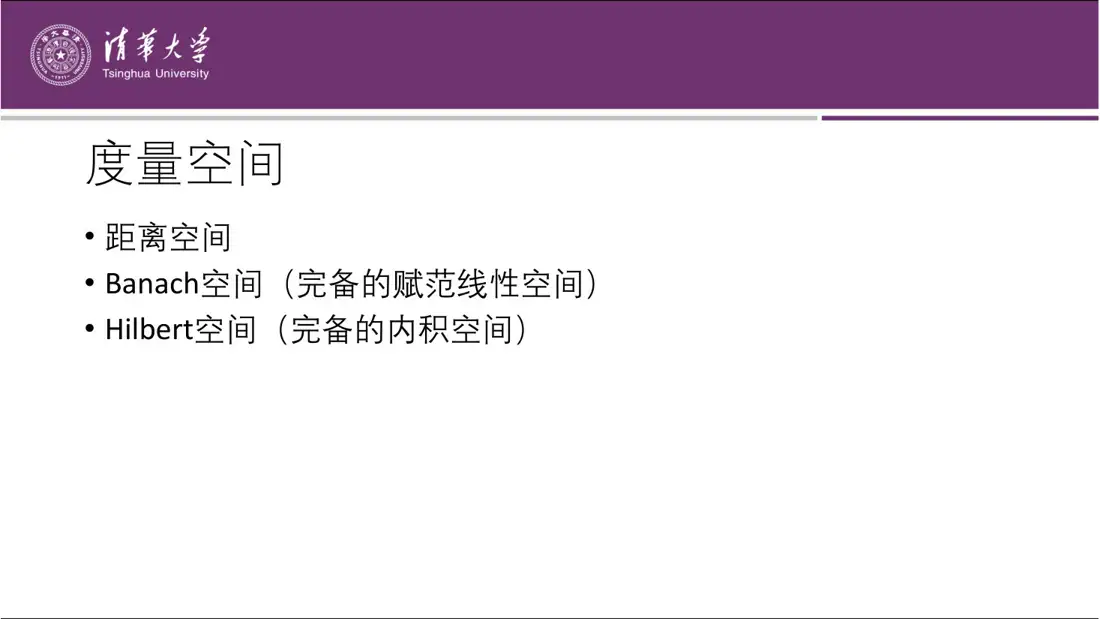 清华大学
Tsinghua University
度量空间
• 距离空间
• Banach空间（完备的赋范线性空间）
• Hilbert空间（完备的内积空间）